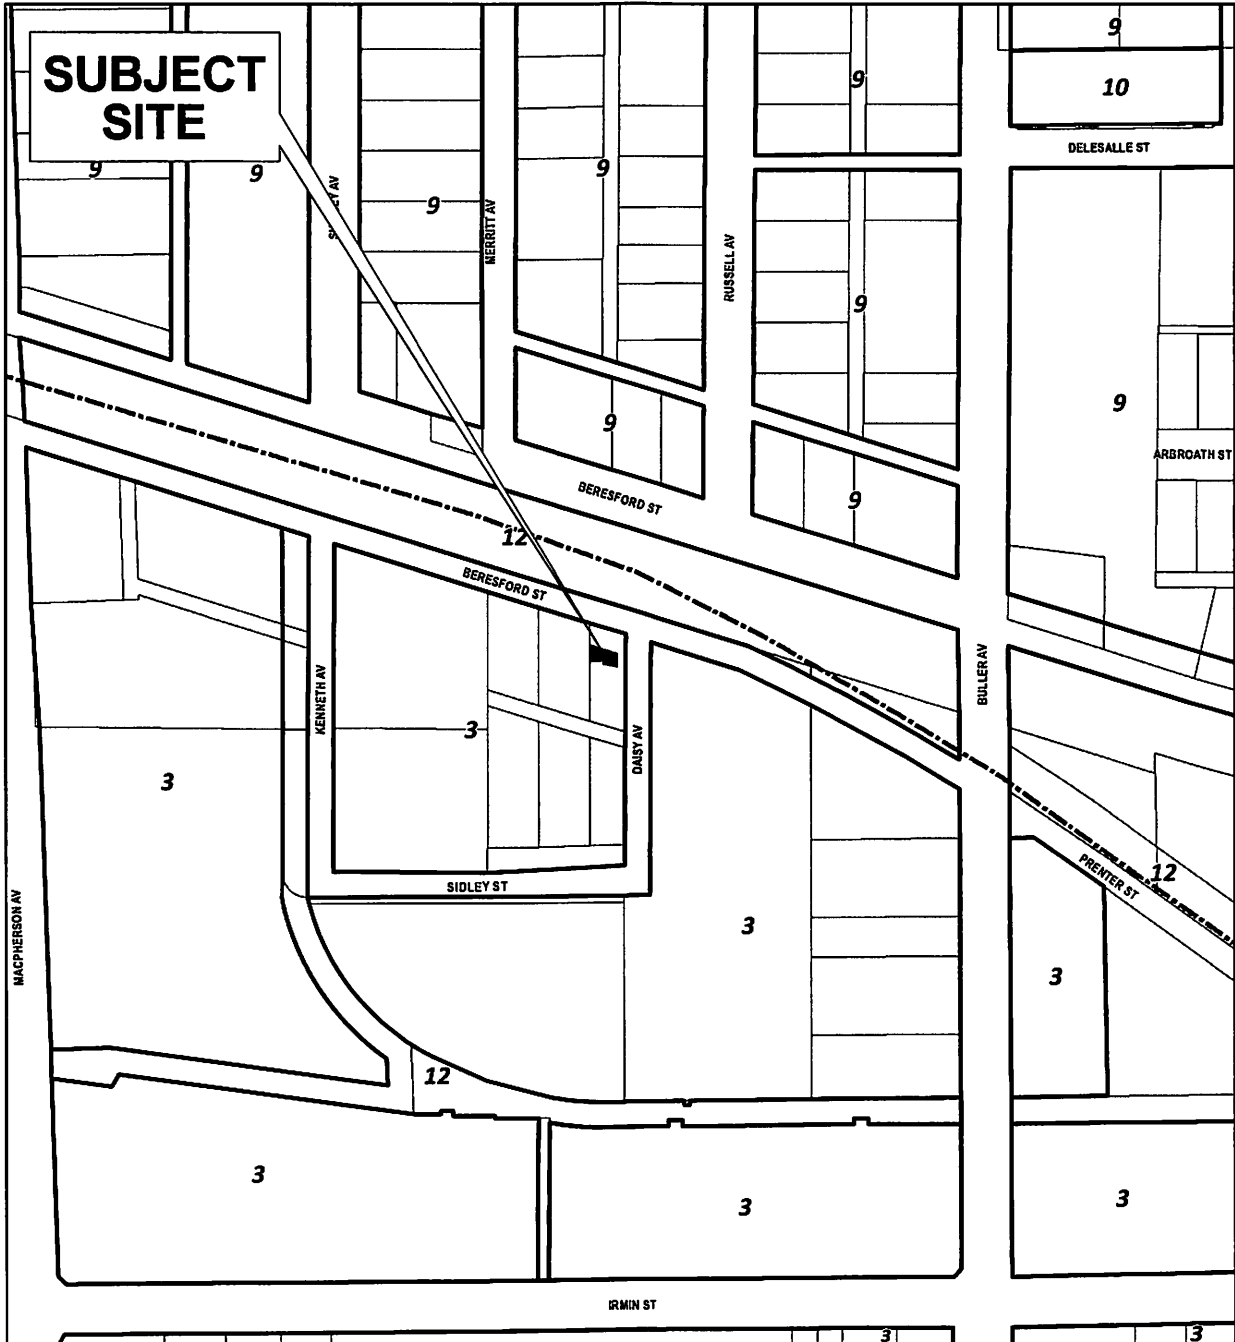 9
SUBJECT
SITE
9
10
DELESALLE ST
9
9
9
9
MERRITT AV
RUSSELL AV
9
9
9
9
ARBROATH ST
9
BERESFORD ST
12
BERESFORD ST
KENNETH AV
BULLER AV
DAISY AV
3
3
12
PRENTER ST
SIDLEY ST
MACPHERSON AV
3
3
12
3
3
3
IRMIN ST
3
3